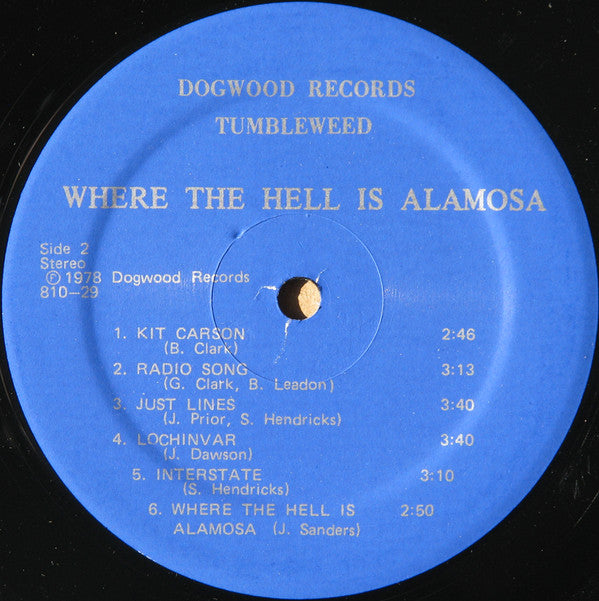 DOGWOOD RECORDS
TUMBLEWEED
WHERE THE HELL IS ALAMOSA
Side 2
Stereo
Ⓟ 1978 Dogwood Records
810-29
1. KIT CARSON 2:46
(B. Clark)
2. RADIO SONG 3:13
(G. Clark, B. Leadon)
3. JUST LINES 3:40
(J. Prior, S. Hendricks)
4. LOCHINVAR 3:40
(J. Dawson)
5. INTERSTATE 3:10
(S. Hendricks)
6. WHERE THE HELL IS 2:50
ALAMOSA (J. Sanders)